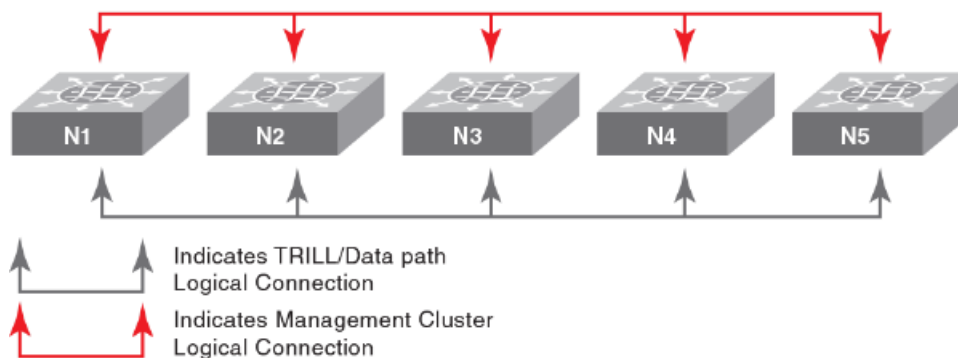 N1
N2
N3
N4
N5
Indicates TRILL/Data path
Logical Connection
Indicates Management Cluster
Logical Connection